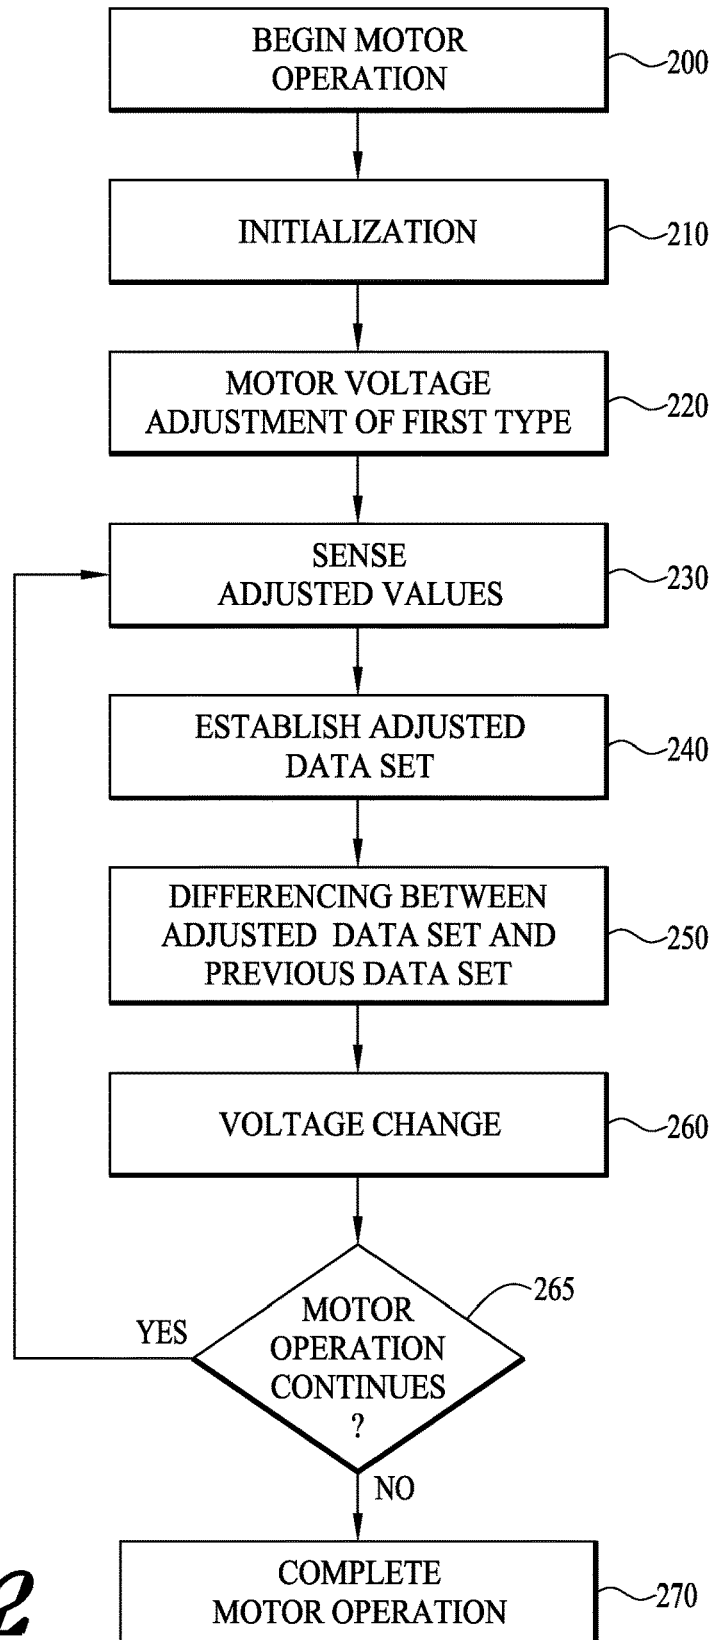 BEGIN MOTOR
OPERATION
200
INITIALIZATION
210
MOTOR VOLTAGE
ADJUSTMENT OF FIRST TYPE
220
SENSE
ADJUSTED VALUES
230
ESTABLISH ADJUSTED
DATA SET
240
DIFFERENCING BETWEEN
ADJUSTED DATA SET AND
PREVIOUS DATA SET
250
VOLTAGE CHANGE
260
265
YES
MOTOR
OPERATION
CONTINUES
?
NO
COMPLETE
MOTOR OPERATION
270
2